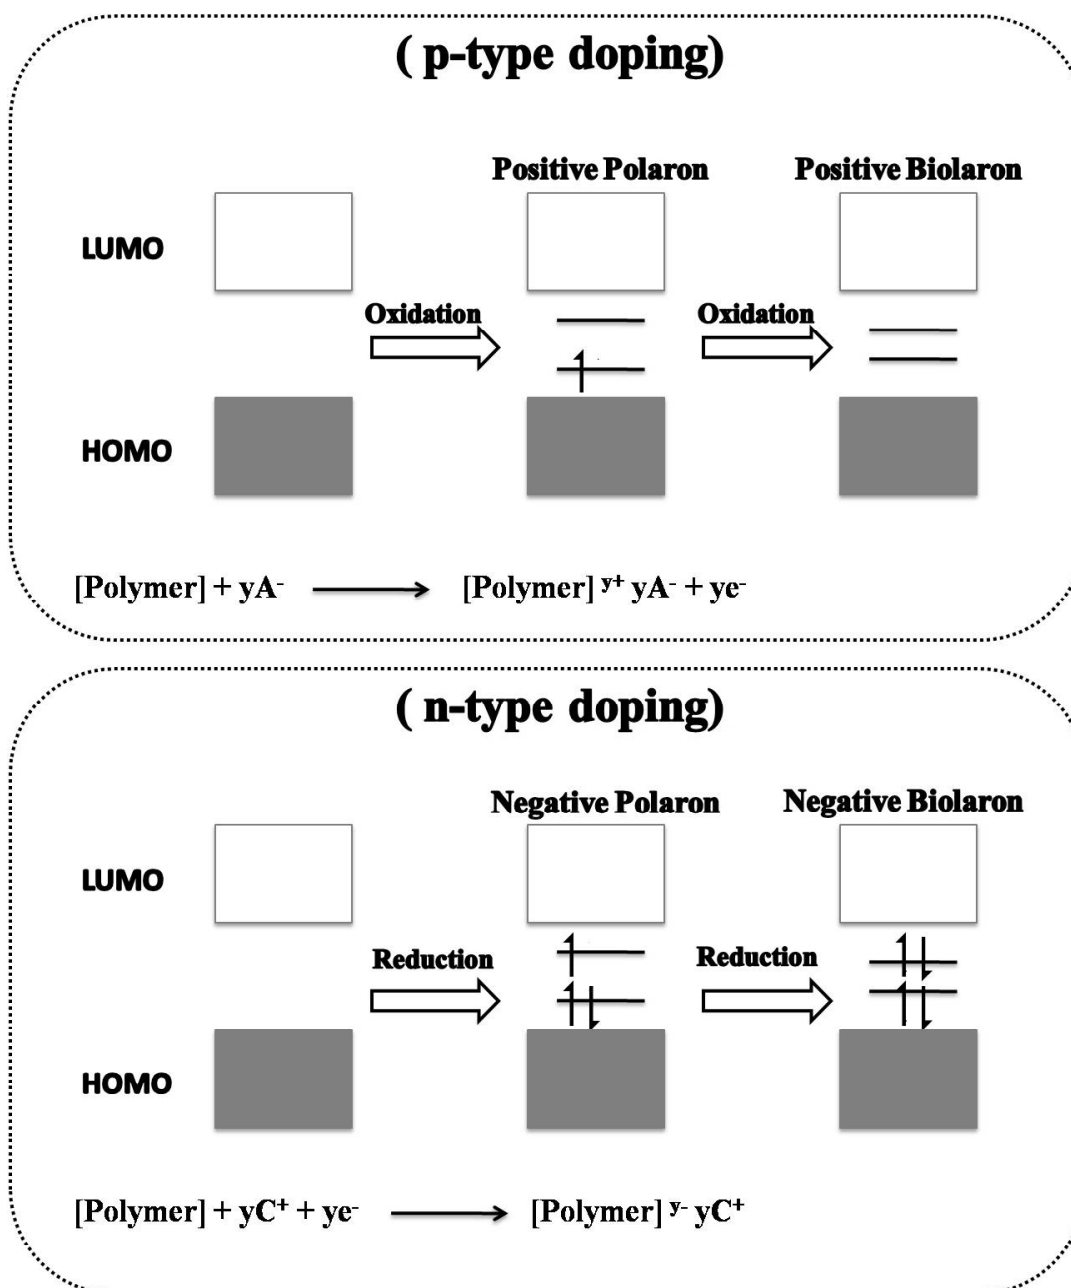 ( p-type doping)
Positive Polaron
Positive Biolaron
LUMO
Oxidation
Oxidation
HOMO
[Polymer] + yA⁻ ⟶ [Polymer] ʸ⁺ yA⁻ + ye⁻
( n-type doping)
Negative Polaron
Negative Biolaron
LUMO
Reduction
Reduction
HOMO
[Polymer] + yC⁺ + ye⁻ ⟶ [Polymer] ʸ⁻ yC⁺